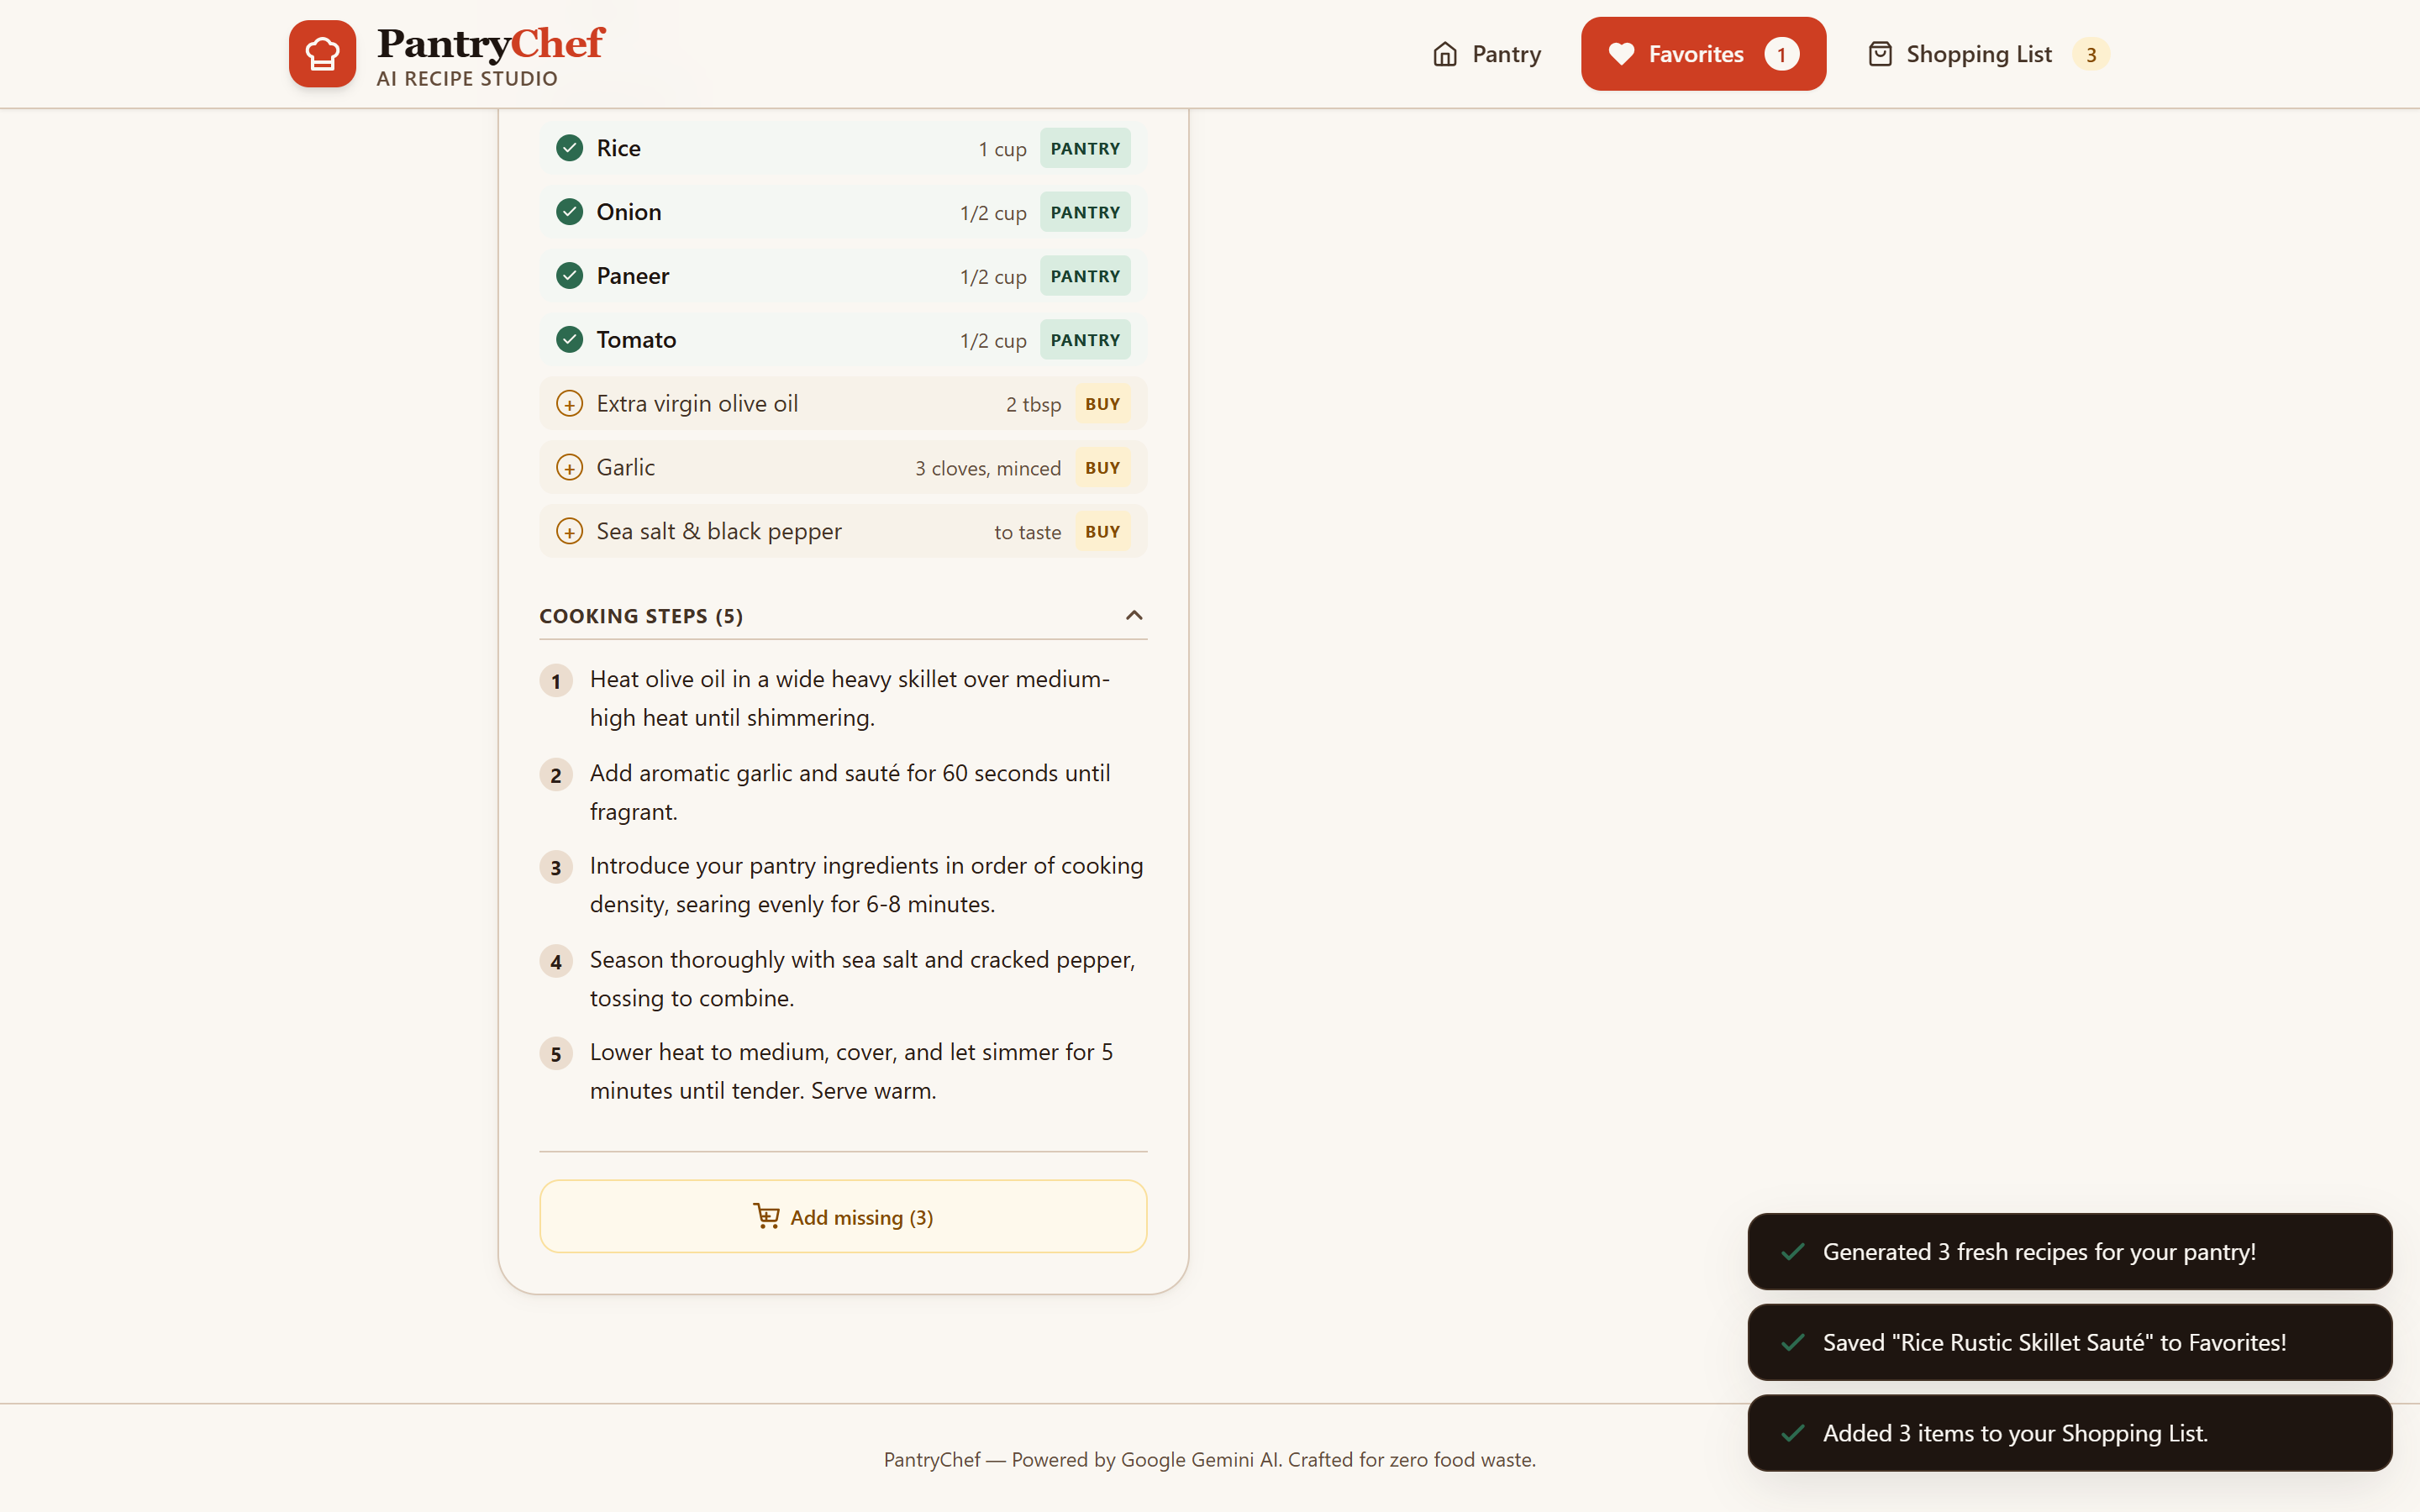 PantryChef
AI RECIPE STUDIO
Pantry
Favorites 1
Shopping List 3
Rice 1 cup PANTRY
Onion 1/2 cup PANTRY
Paneer 1/2 cup PANTRY
Tomato 1/2 cup PANTRY
Extra virgin olive oil 2 tbsp BUY
Garlic 3 cloves, minced BUY
Sea salt & black pepper to taste BUY
COOKING STEPS (5)
1 Heat olive oil in a wide heavy skillet over medium-
high heat until shimmering.
2 Add aromatic garlic and sauté for 60 seconds until
fragrant.
3 Introduce your pantry ingredients in order of cooking
density, searing evenly for 6-8 minutes.
4 Season thoroughly with sea salt and cracked pepper,
tossing to combine.
5 Lower heat to medium, cover, and let simmer for 5
minutes until tender. Serve warm.
Add missing (3)
Generated 3 fresh recipes for your pantry!
Saved "Rice Rustic Skillet Sauté" to Favorites!
Added 3 items to your Shopping List.
PantryChef — Powered by Google Gemini AI. Crafted for zero food waste.